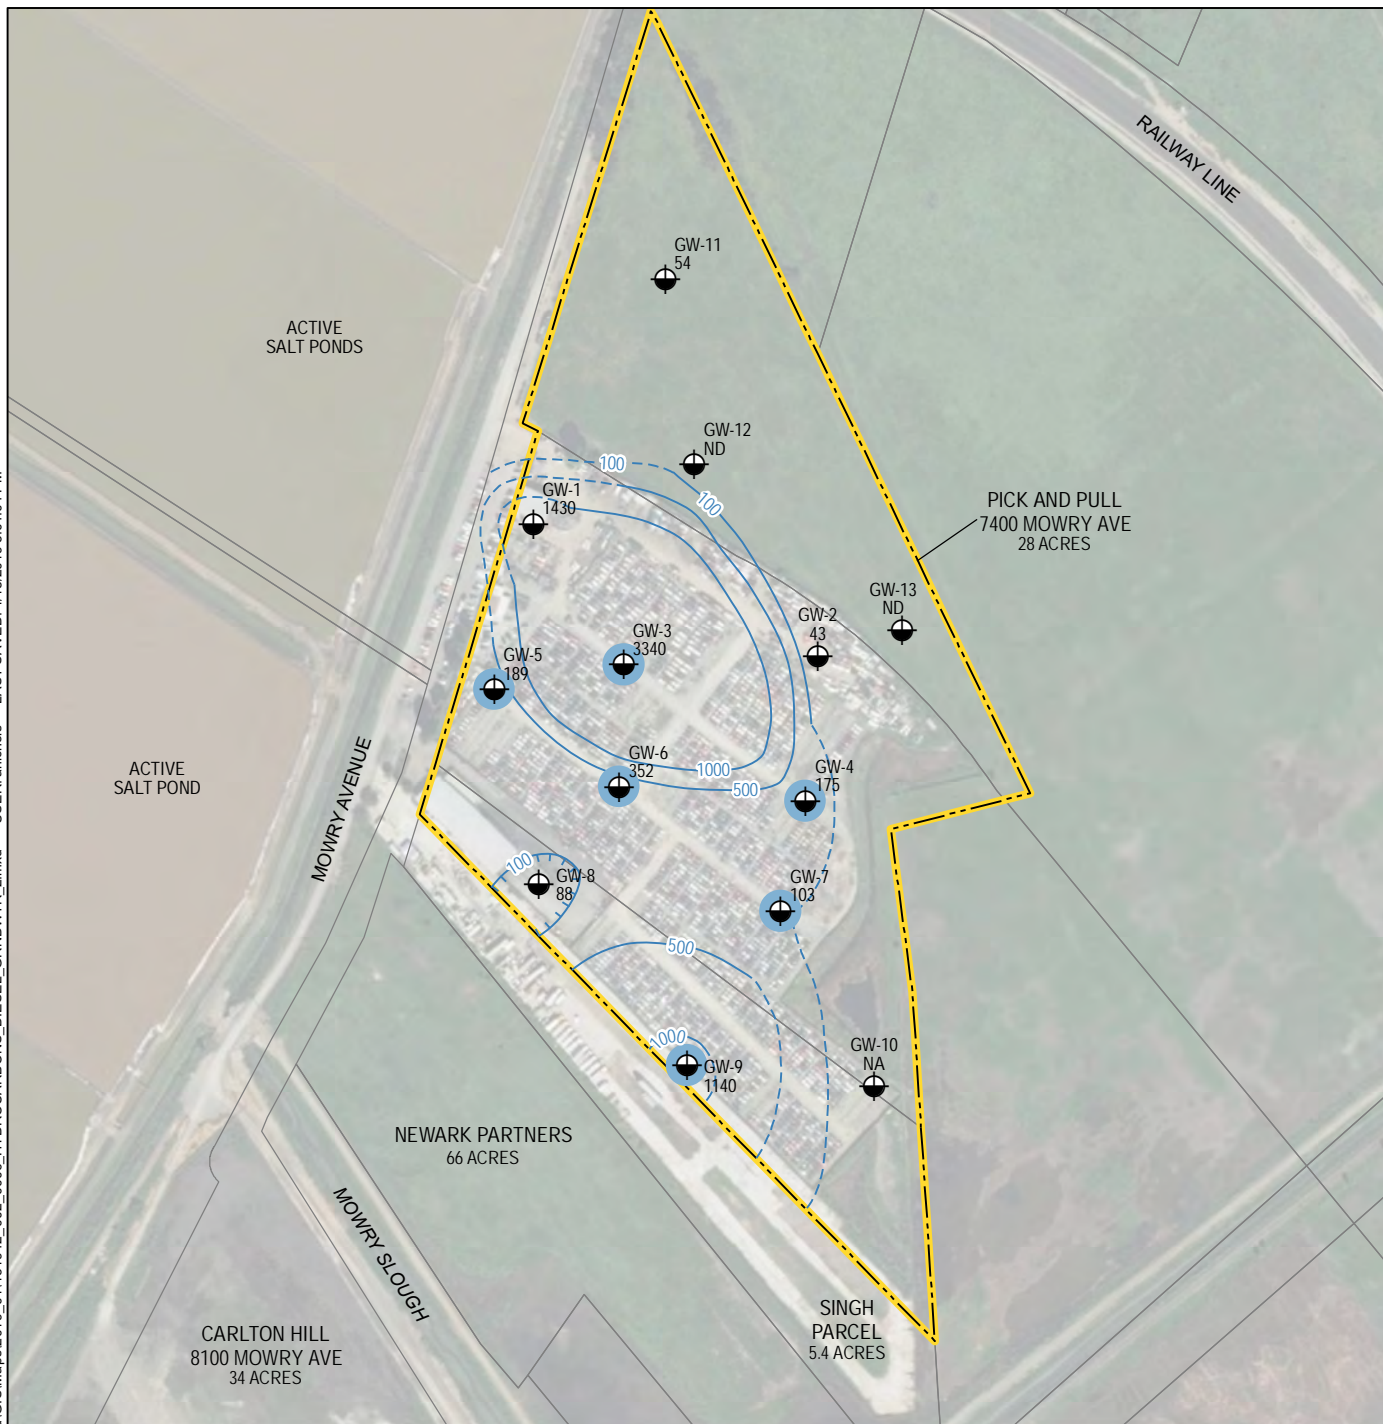 RAILWAY LINE
GW-11
54
ACTIVE
SALT PONDS
GW-12
ND
100
100
GW-1
1430
PICK AND PULL
7400 MOWRY AVE
28 ACRES
GW-13
ND
GW-2
43
GW-3
3340
GW-5
189
GW-6
352
1000
500
GW-4
175
ACTIVE
SALT POND
MOWRY AVENUE
100
GW-8
88
GW-7
103
500
1000
GW-9
1140
GW-10
NA
NEWARK PARTNERS
66 ACRES
MOWRY SLOUGH
SINGH
PARCEL
5.4 ACRES
CARLTON HILL
8100 MOWRY AVE
34 ACRES